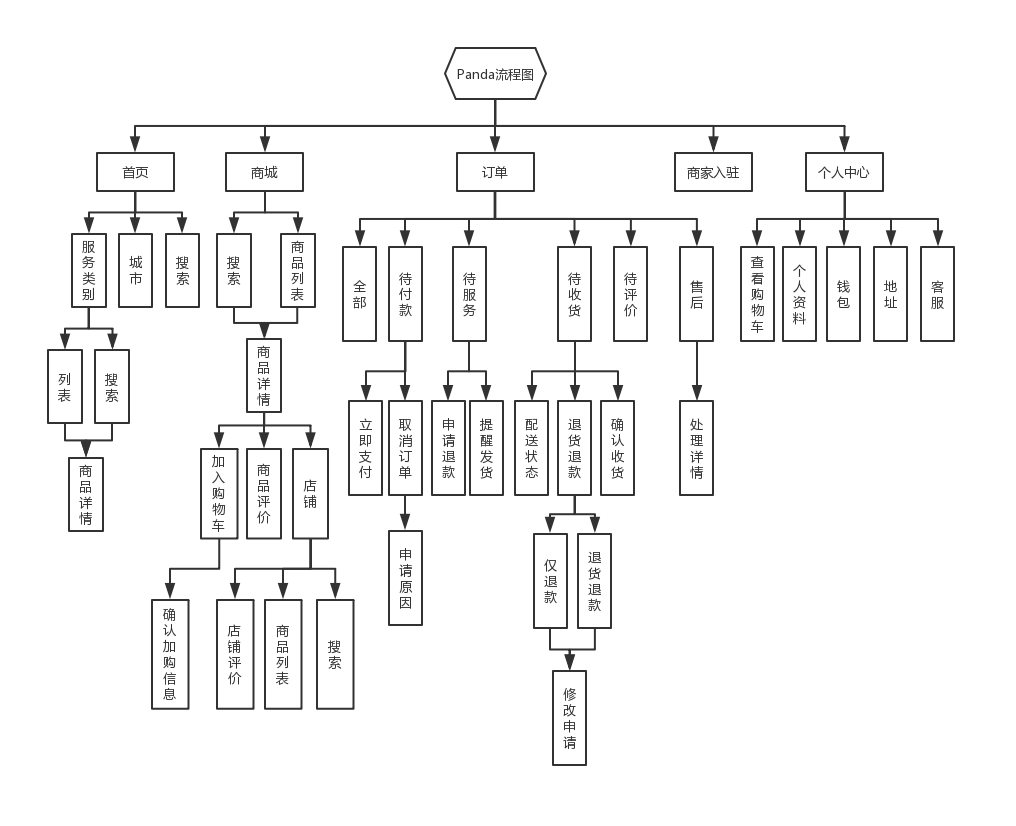 Panda流程图
首页
商城
订单
商家入驻
个人中心
服务类别
城市
搜索
搜索
商品列表
全部
待付款
待服务
待收货
待评价
售后
查看购物车
个人资料
钱包
地址
客服
列表
搜索
商品详情
立即支付
取消订单
申请退款
提醒发货
配送状态
退货退款
确认收货
处理详情
商品详情
加入购物车
商品评价
店铺
申请原因
仅退款
退货退款
确认加购信息
店铺评价
商品列表
搜索
修改申请